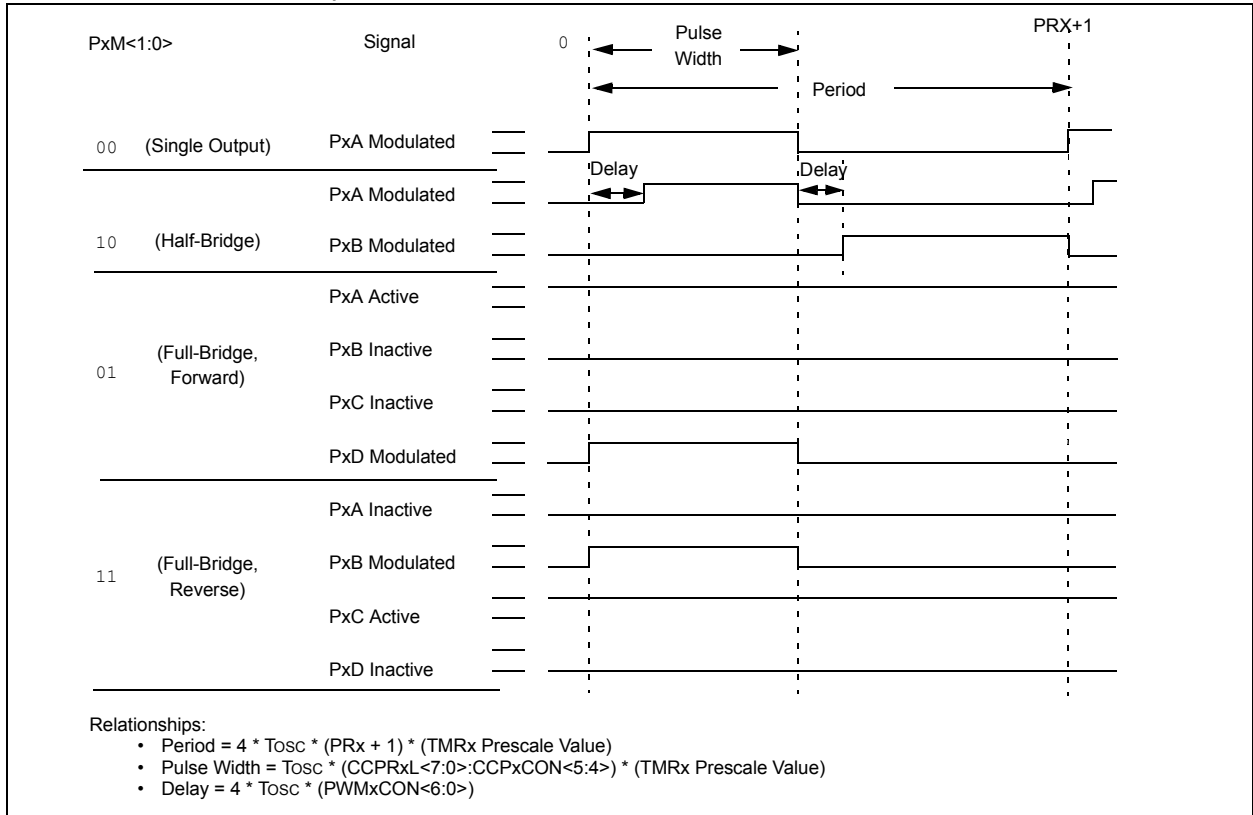 PxM<1:0>
Signal
0
Pulse
Width
PRX+1
Period
00
(Single Output)
PxA Modulated
Delay
Delay
PxA Modulated
10
(Half-Bridge)
PxB Modulated
PxA Active
01
(Full-Bridge,
Forward)
PxB Inactive
PxC Inactive
PxD Modulated
PxA Inactive
11
(Full-Bridge,
Reverse)
PxB Modulated
PxC Active
PxD Inactive
Relationships:
• Period = 4 * TOSC * (PRx + 1) * (TMRx Prescale Value)
• Pulse Width = TOSC * (CCPRxL<7:0>:CCPxCON<5:4>) * (TMRx Prescale Value)
• Delay = 4 * TOSC * (PWMxCON<6:0>)